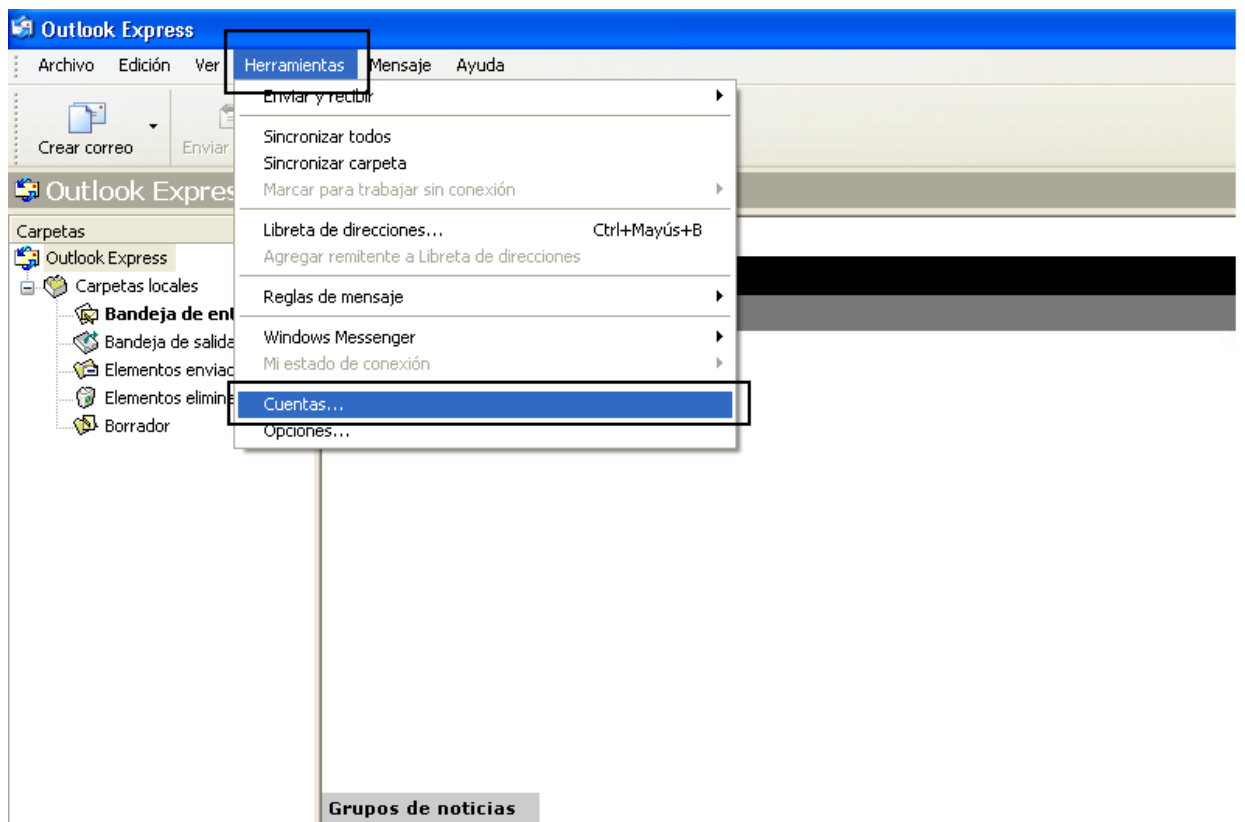 Outlook Express
Archivo Edición Ver Herramientas Mensaje Ayuda
Crear correo
Enviar
Enviar y recibir
Sincronizar todos
Sincronizar carpeta
Marcar para trabajar sin conexión
Libreta de direcciones... Ctrl+Mayús+B
Agregar remitente a Libreta de direcciones
Reglas de mensaje
Windows Messenger
Mi estado de conexión
Cuentas...
Opciones...
Outlook Expres
Carpetas
Outlook Express
Carpetas locales
Bandeja de ent
Bandeja de salida
Elementos enviad
Elementos elimina
Borrador
Grupos de noticias